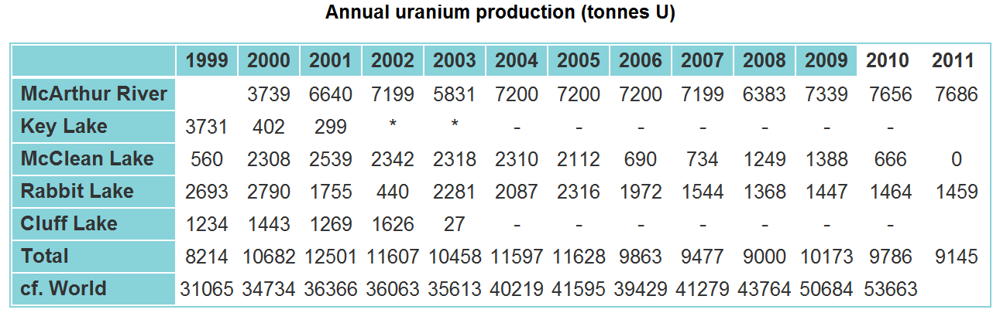 Annual uranium production (tonnes U)
1999 2000 2001 2002 2003 2004 2005 2006 2007 2008 2009 2010 2011
McArthur River 3739 6640 7199 5831 7200 7200 7200 7199 6383 7339 7656 7686
Key Lake 3731 402 299 * * - - - - - - -
McClean Lake 560 2308 2539 2342 2318 2310 2112 690 734 1249 1388 666 0
Rabbit Lake 2693 2790 1755 440 2281 2087 2316 1972 1544 1368 1447 1464 1459
Cluff Lake 1234 1443 1269 1626 27 - - - - - - -
Total 8214 10682 12501 11607 10458 11597 11628 9863 9477 9000 10173 9786 9145
cf. World 31065 34734 36366 36063 35613 40219 41595 39429 41279 43764 50684 53663